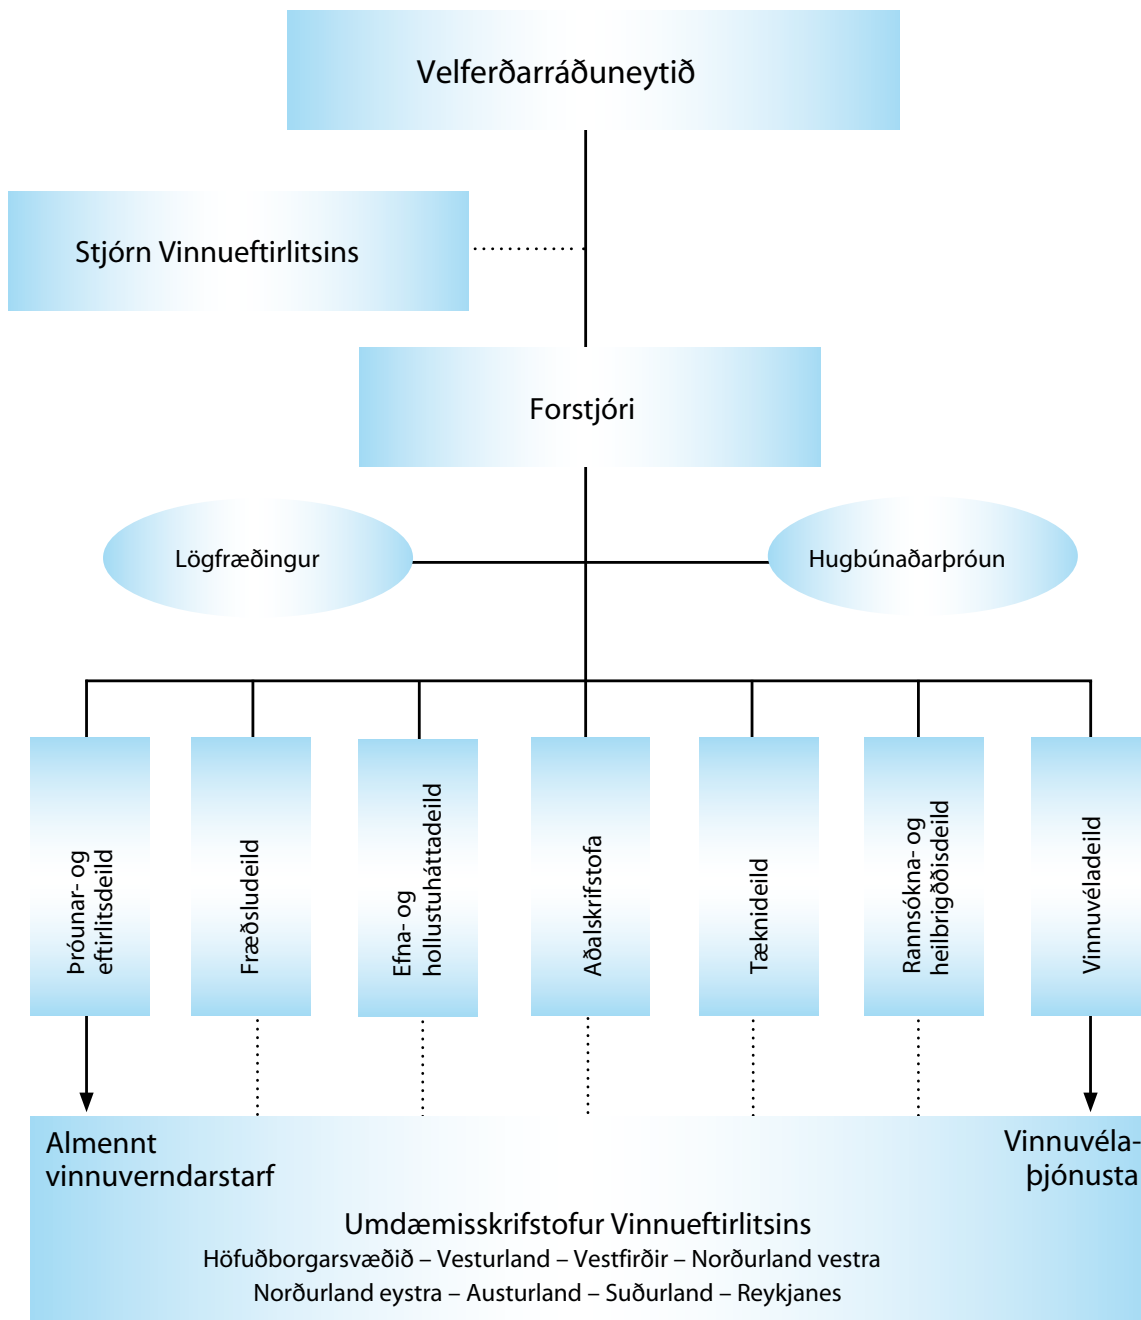 Velferðarráðuneytið
Stjórn Vinnueftirlitsins
Forstjóri
Lögfræðingur
Hugbúnaðarþróun
Þróunar- og
eftirlitsdeild
Fræðsludeild
Efna- og
hollustuháttadeild
Aðalskrifstofa
Tæknideild
Rannsókna- og
heilbrigððisdeild
Vinnuvéladeild
Almennt
vinnuverndarstarf
Vinnuvéla-
þjónusta
Umdæmisskrifstofur Vinnueftirlitsins
Höfuðborgarsvæðið – Vesturland – Vestfirðir – Norðurland vestra
Norðurland eystra – Austurland – Suðurland – Reykjanes